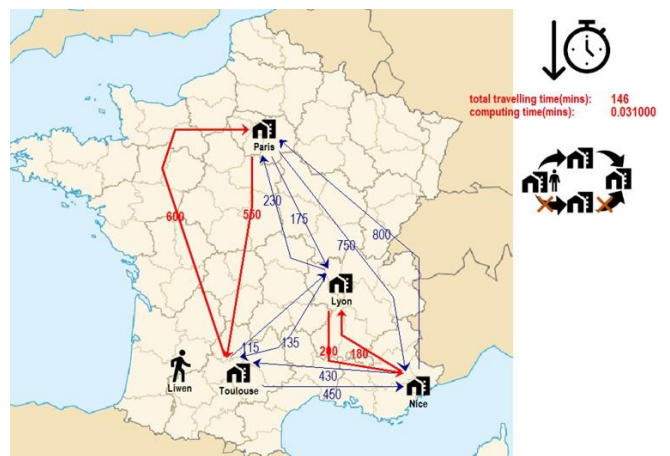 total travelling time(mins): 146
computing time(mins): 0.031000
Paris
600
550
230
175
750
800
Lyon
115
135
200
180
Liwen
Toulouse
430
450
Nice